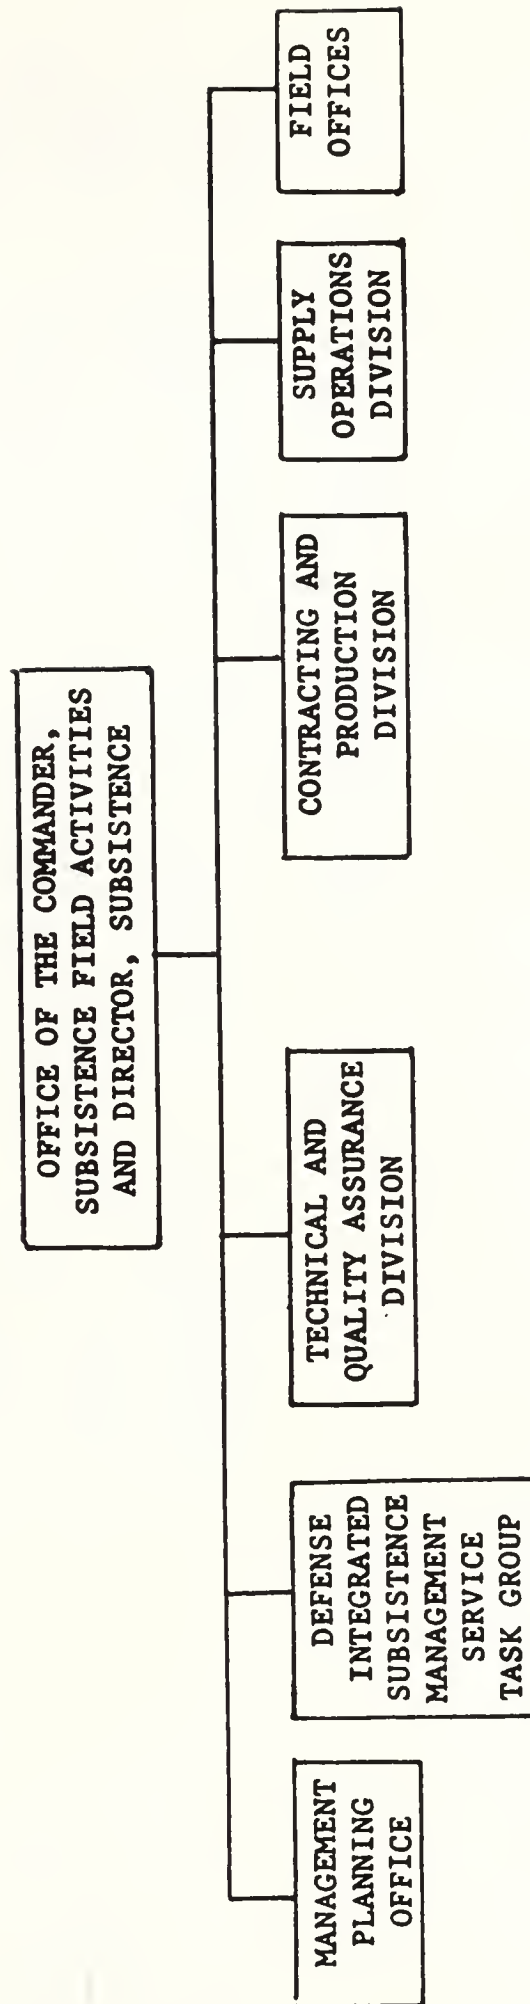 OFFICE OF THE COMMANDER,
SUBSISTENCE FIELD ACTIVITIES
AND DIRECTOR, SUBSISTENCE
MANAGEMENT
PLANNING
OFFICE
DEFENSE
INTEGRATED
SUBSISTENCE
MANAGEMENT
SERVICE
TASK GROUP
TECHNICAL AND
QUALITY ASSURANCE
DIVISION
CONTRACTING AND
PRODUCTION
DIVISION
SUPPLY
OPERATIONS
DIVISION
FIELD
OFFICES